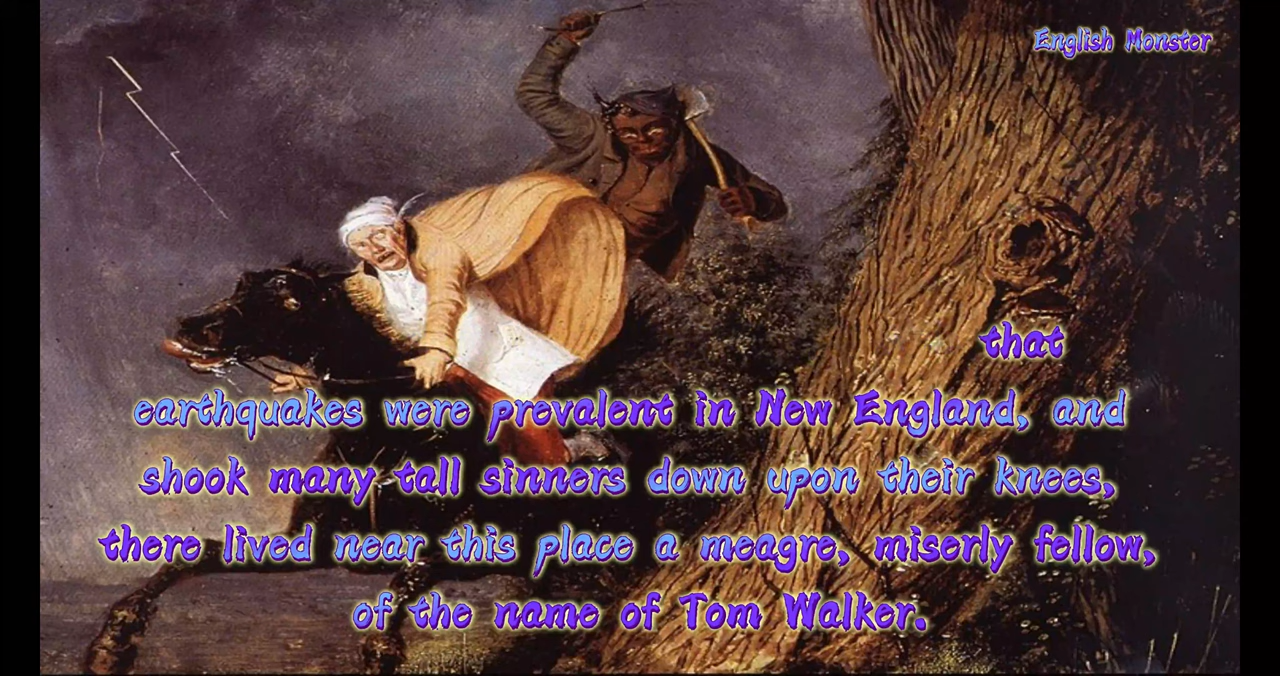 English Monster
that
earthquakes were prevalent in New England, and
shook many tall sinners down upon their knees,
there lived near this place a meagre, miserly fellow,
of the name of Tom Walker.